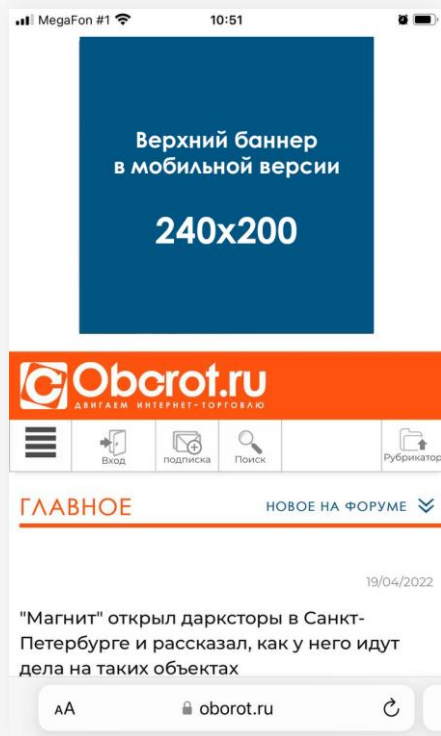 MegaFon #1
10:51
Верхний баннер
в мобильной версии
240x200
Oborot.ru
ДВИГАЕМ ИНТЕРНЕТ-ТОРГОВЛЮ
Вход
подписка
Поиск
Рубрикатор
ГЛАВНОЕ
НОВОЕ НА ФОРУМЕ
19/04/2022
"Магнит" открыл дарксторы в Санкт-
Петербурге и рассказал, как у него идут
дела на таких объектах
AA
oborot.ru